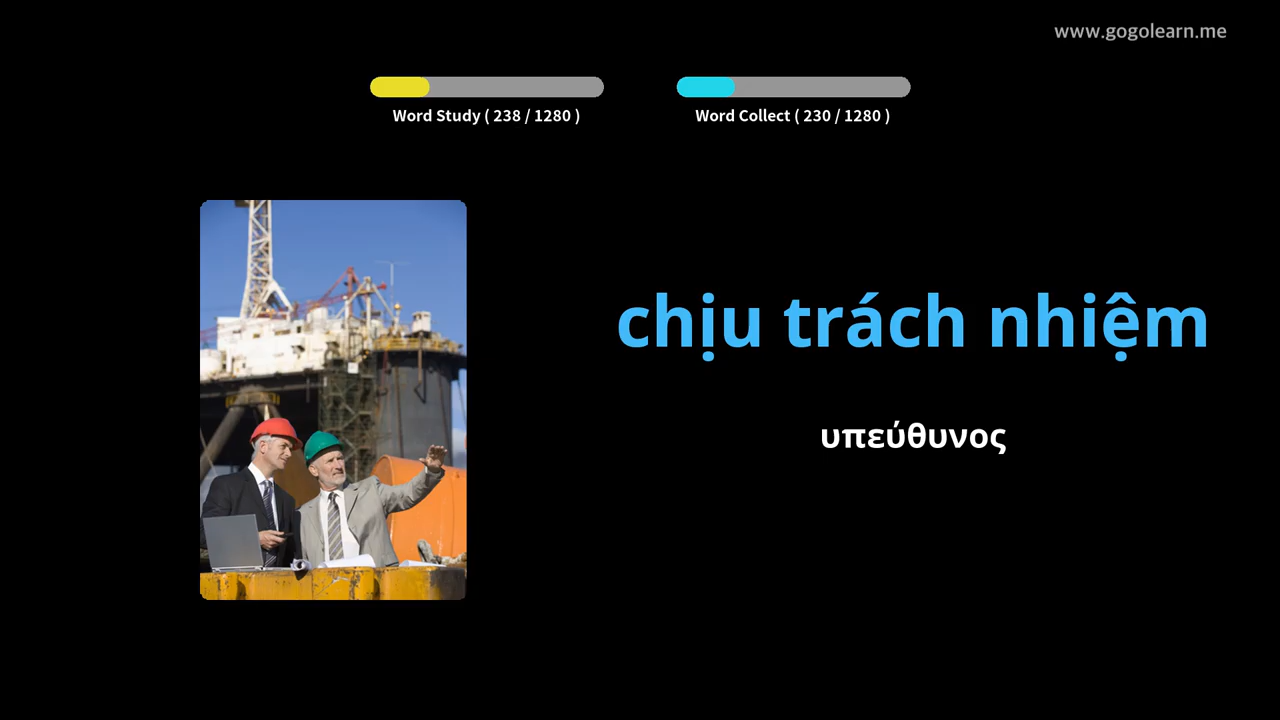 www.gogolearn.me
Word Study ( 238 / 1280 )
Word Collect ( 230 / 1280 )
chịu trách nhiệm
υπεύθυνος